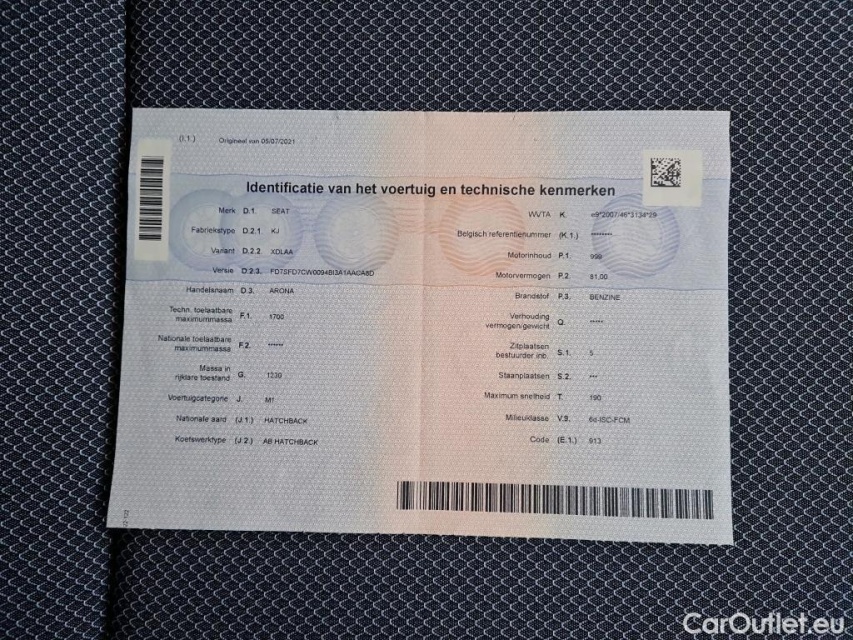 (I.1.) Origineel van 05/07/2021
Identificatie van het voertuig en technische kenmerken
Merk D.1. SEAT
Fabriekstype D.2.1 KJ
Variant D.2.2. XDLAA
Versie D.2.3.
Handelsnaam D.3. ARONA
Techn. toelaatbare
maximummassa F.1. 1700
Nationale toelaatbare
maximummassa F.2. ******
Massa in
rijklare toestand G. 1230
Voertuigcategorie J. M1
Nationale aard (J.1.) HATCHBACK
Koetswerktype (J.2.) AB HATCHBACK
WVTA K. e9*2007/46*3134*29
Belgisch referentienummer (K.1.) ********
Motorinhoud P.1. 999
Motorvermogen P.2. 81,00
Brandstof P.3. BENZINE
Verhouding
vermogen/gewicht Q. *****
Zitplaatsen
bestuurder inb. S.1. 5
Staanplaatsen S.2. ***
Maximum snelheid T. 190
Milieuklasse V.9. 6d-ISC-FCM
Code (E.1.) 913
CarOutlet.eu